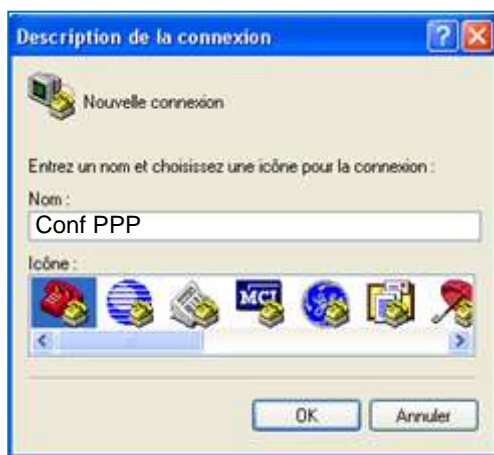 Description de la connexion
Nouvelle connexion
Entrez un nom et choisissez une icône pour la connexion :
Nom :
Conf PPP
Icône :
MCI
OK
Annuler